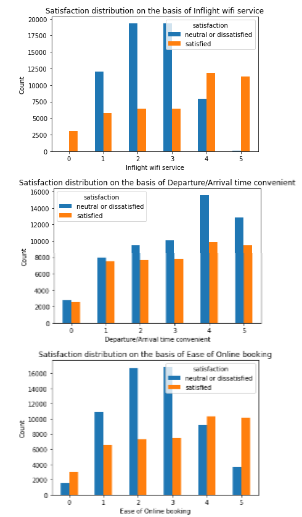 Satisfaction distribution on the basis of Inflight wifi service
20000
17500
15000
12500
10000
7500
5000
2500
0
Count
satisfaction
neutral or dissatisfied
satisfied
0 1 2 3 4 5
Inflight wifi service
Satisfaction distribution on the basis of Departure/Arrival time convenient
16000
14000
12000
10000
8000
6000
4000
2000
0
Count
satisfaction
neutral or dissatisfied
satisfied
0 1 2 3 4 5
Departure/Arrival time convenient
Satisfaction distribution on the basis of Ease of Online booking
16000
14000
12000
10000
8000
6000
4000
2000
0
Count
satisfaction
neutral or dissatisfied
satisfied
0 1 2 3 4 5
Ease of Online booking